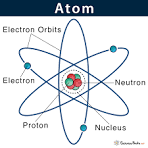 Atom
Electron Orbits
Electron
Neutron
Proton
Nucleus